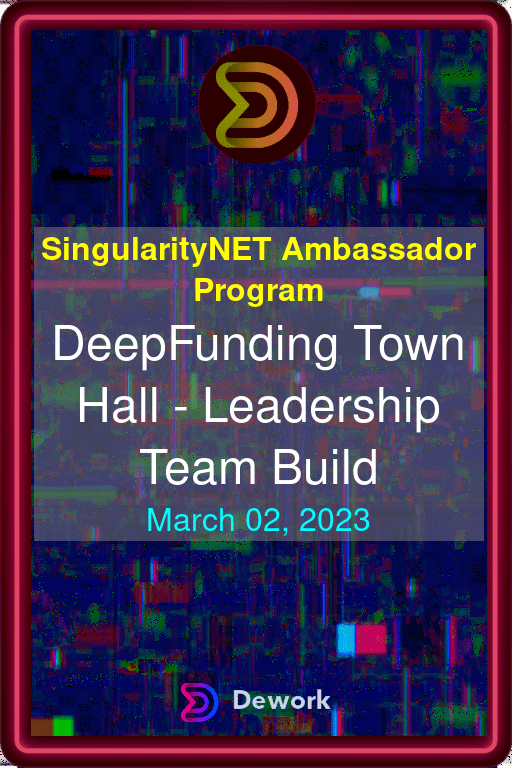 SingularityNET Ambassador
Program
DeepFunding Town
Hall - Leadership
Team Build
March 02, 2023
Dework